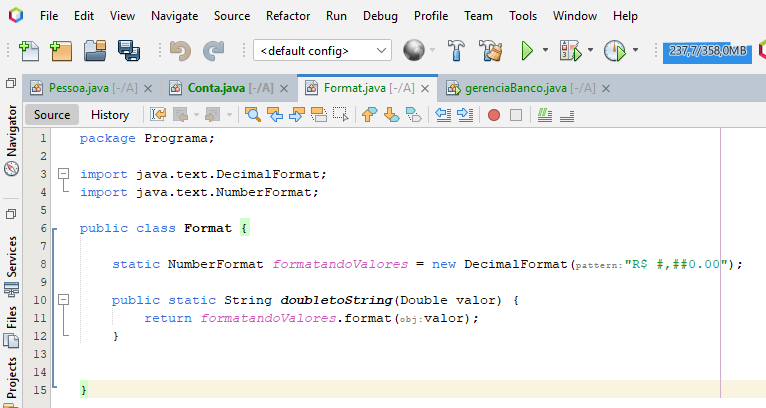 File Edit View Navigate Source Refactor Run Debug Profile Team Tools Window Help
<default config> 237,7/358,0MB
Pessoa.java [-/A] Conta.java [-/A] Format.java [-/A] gerenciaBanco.java [-/A]
Source History
Navigator
Services
Files
Projects
1 package Programa;
2
3 import java.text.DecimalFormat;
4 import java.text.NumberFormat;
5
6 public class Format {
7
8 static NumberFormat formatandoValores = new DecimalFormat(pattern:"R$ #,##0.00");
9
10 public static String doubletoString(Double valor) {
11 return formatandoValores.format(obj:valor);
12 }
13
14
15 }